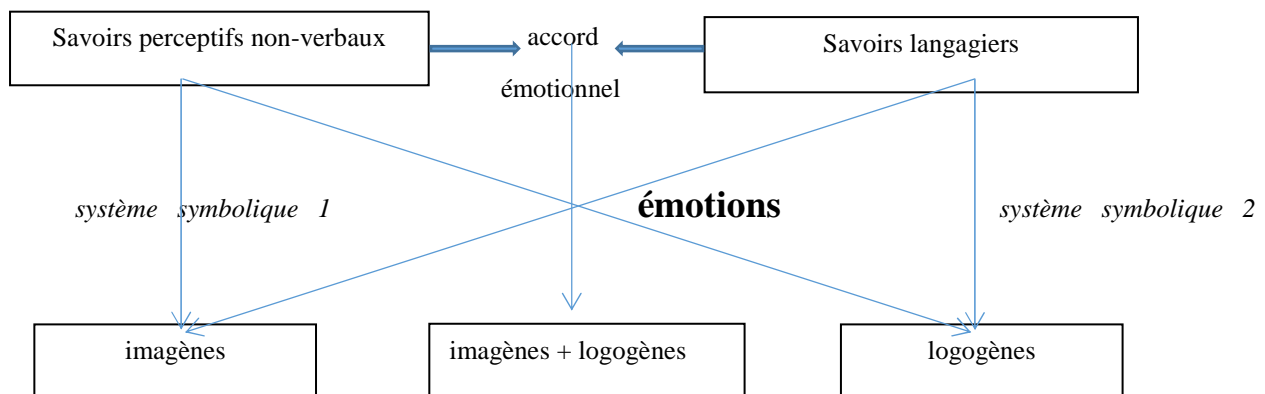 Savoirs perceptifs non-verbaux
accord
émotionnel
Savoirs langagiers
système symbolique 1
émotions
système symbolique 2
imagènes
imagènes + logogènes
logogènes